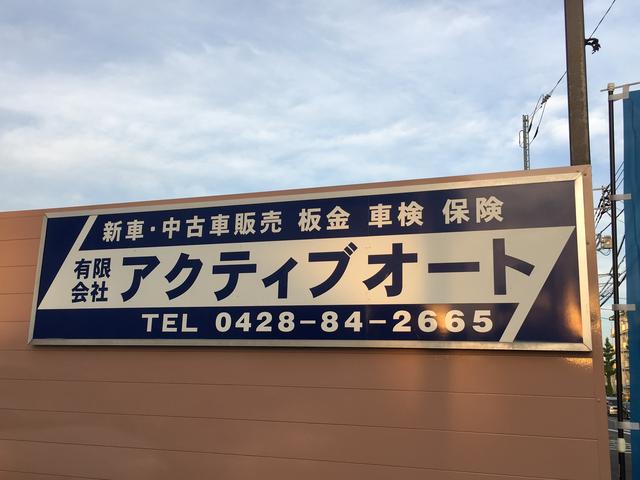 新車・中古車販売 板金 車検 保険
有限会社 アクティブオート
TEL 0428-84-2665